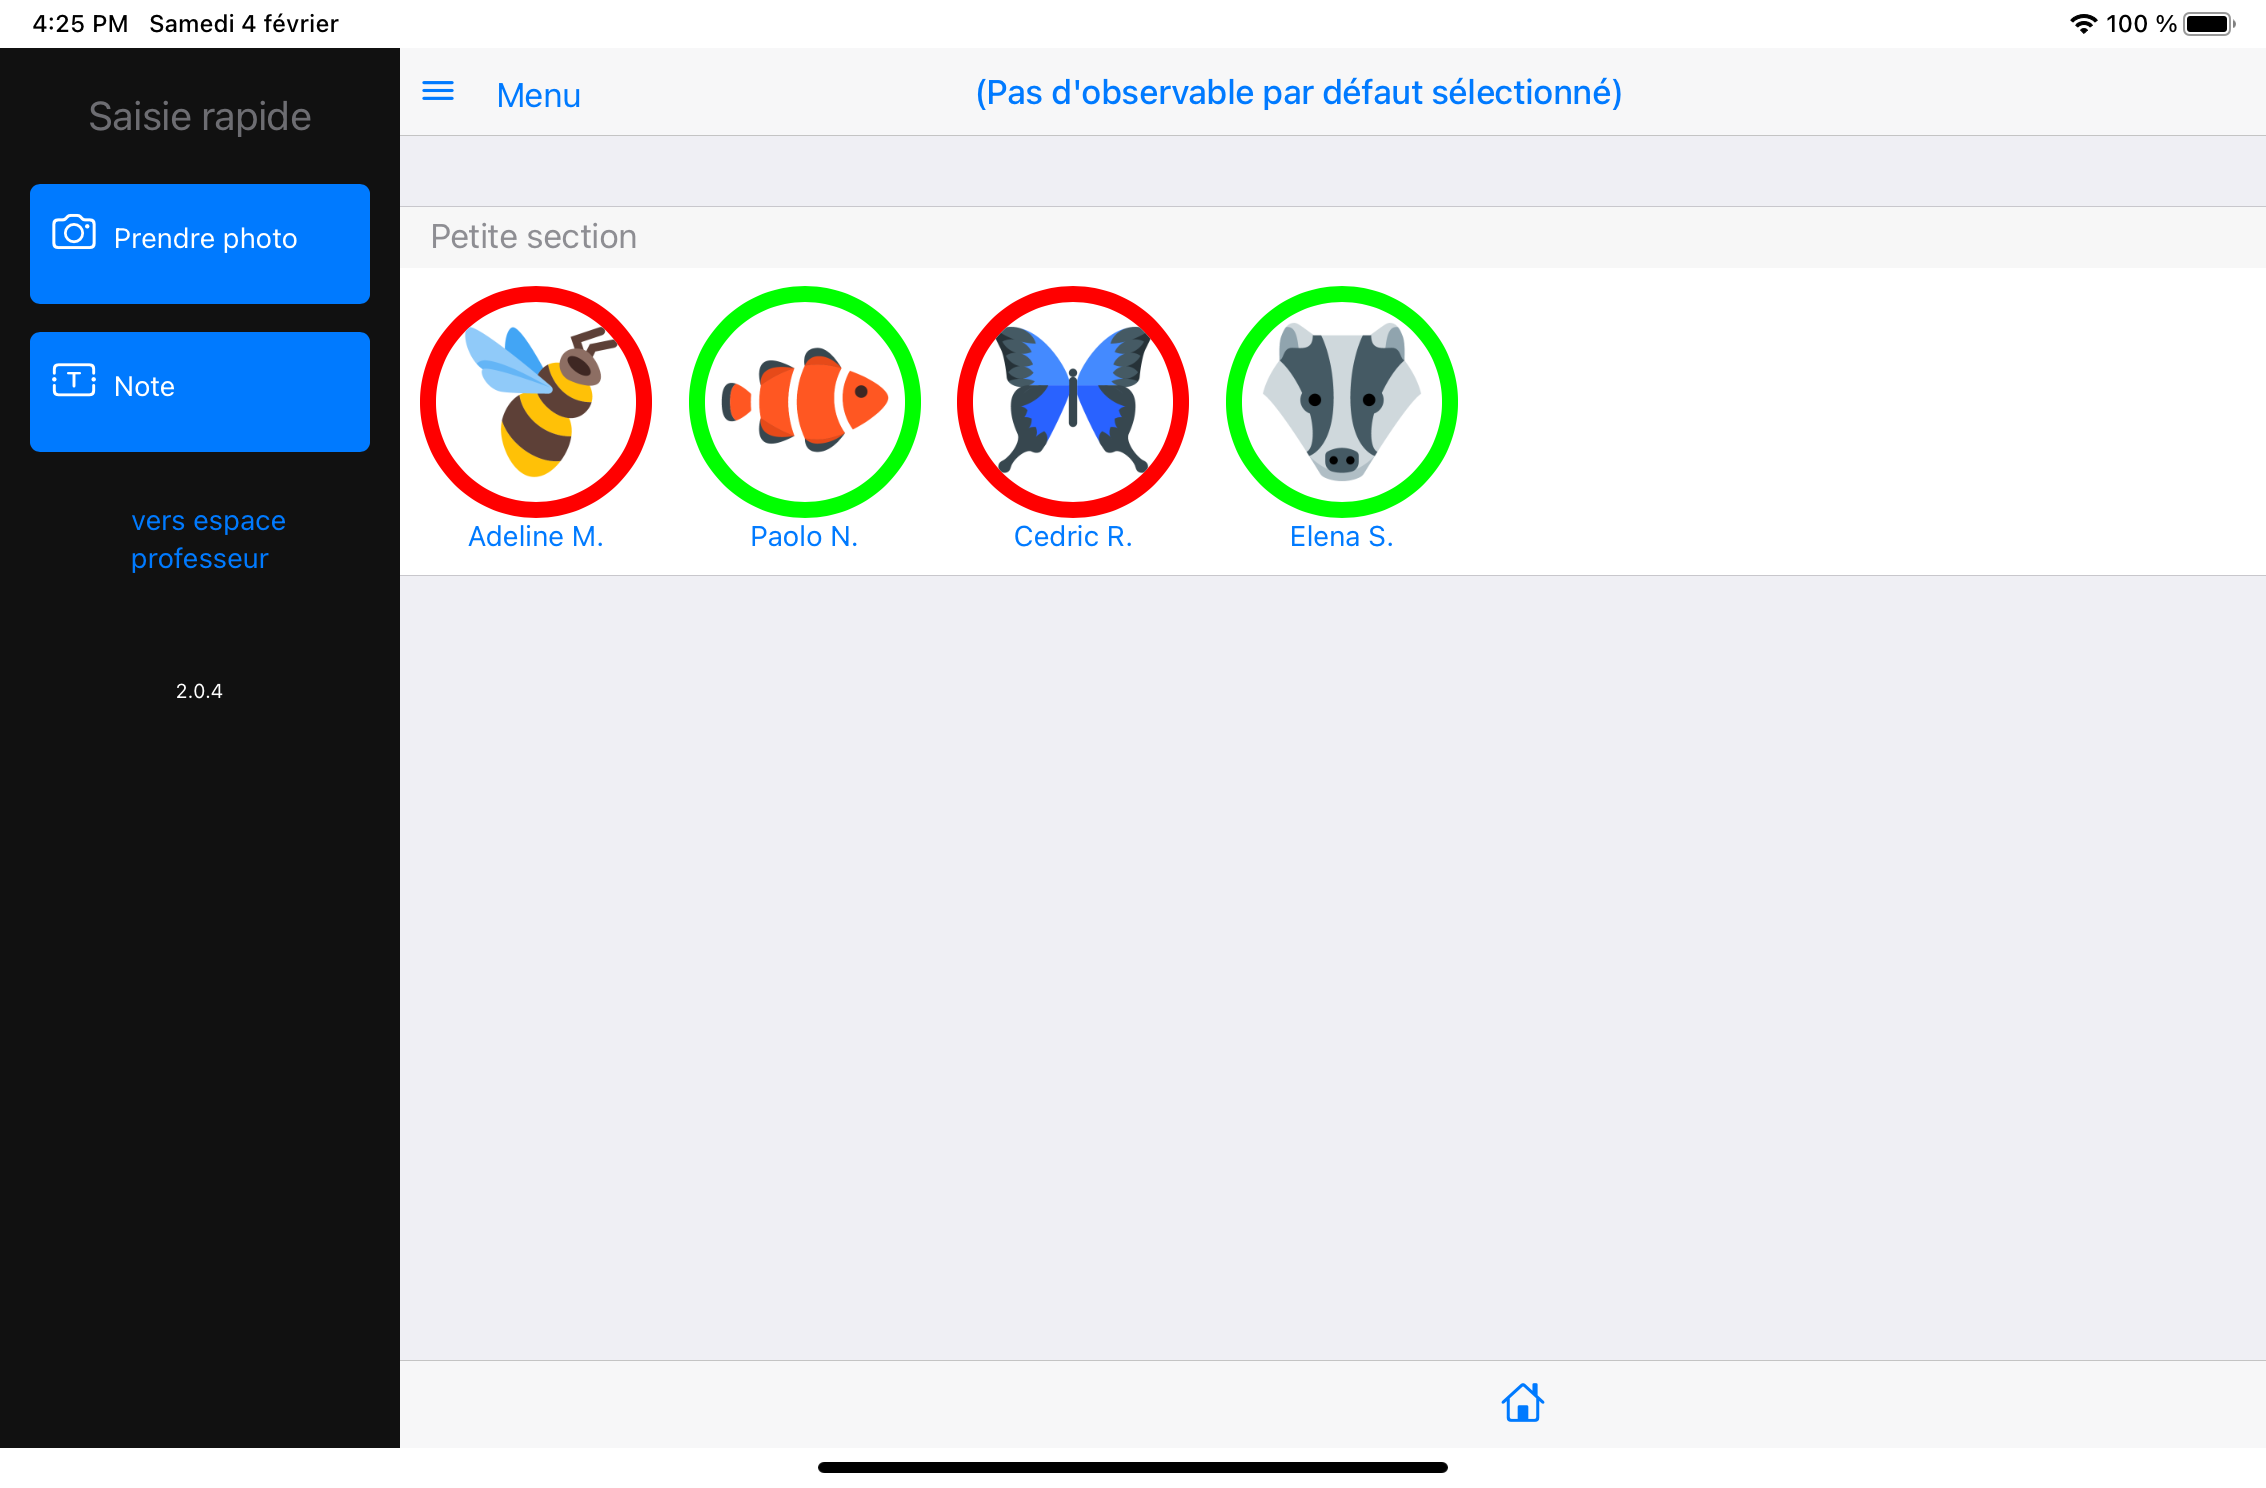 4:25 PM Samedi 4 février
100 %
Saisie rapide
Prendre photo
T Note
vers espace
professeur
2.0.4
Menu
(Pas d'observable par défaut sélectionné)
Petite section
Adeline M.
Paolo N.
Cedric R.
Elena S.